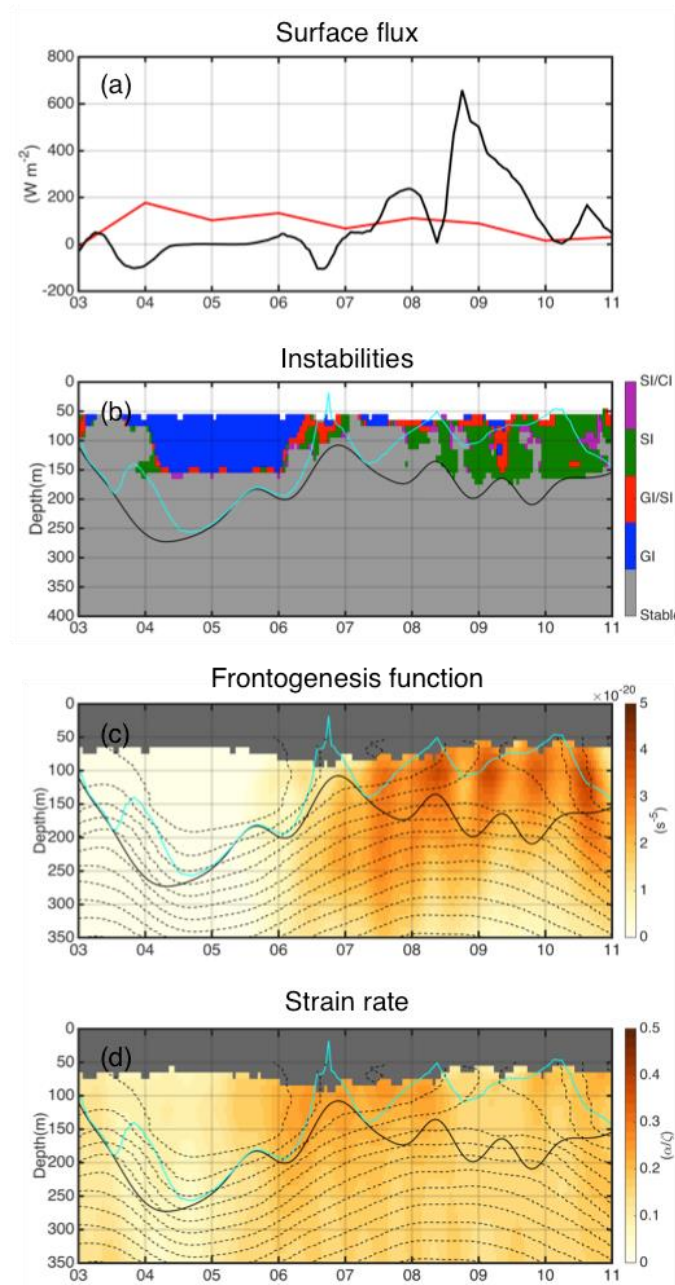 Surface flux
(a)
800
600
400
200
0
-200
(W m⁻²)
03 04 05 06 07 08 09 10 11
Instabilities
(b)
0
50
100
150
200
250
300
350
400
Depth(m)
03 04 05 06 07 08 09 10 11
SI/CI
SI
GI/SI
GI
Stable
Frontogenesis function
(c)
0
50
100
150
200
250
300
350
Depth(m)
03 04 05 06 07 08 09 10 11
×10⁻²⁰
5
4
3
2
1
0
(s⁻⁵)
Strain rate
(d)
0
50
100
150
200
250
300
350
Depth(m)
03 04 05 06 07 08 09 10 11
0.5
0.4
0.3
0.2
0.1
0
(α/ζ)